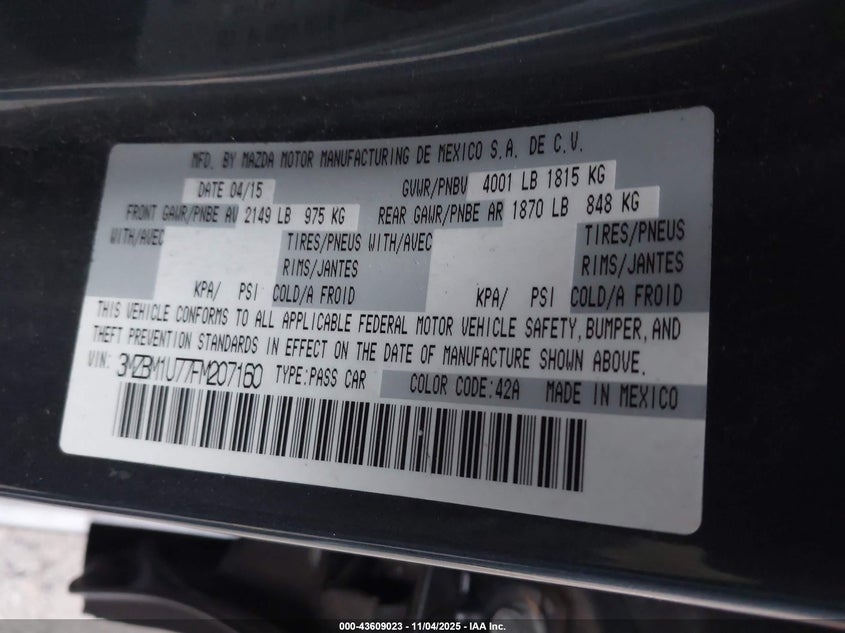 MFD. BY MAZDA MOTOR MANUFACTURING DE MEXICO S.A. DE C.V.
DATE 04/15 GVWR/PNBV 4001 LB 1815 KG
FRONT GAWR/PNBE AV 2149 LB 975 KG REAR GAWR/PNBE AR 1870 LB 848 KG
WITH/AVEC TIRES/PNEUS WITH/AVEC TIRES/PNEUS
RIMS/JANTES RIMS/JANTES
KPA/ PSI COLD/A FROID KPA/ PSI COLD/A FROID
THIS VEHICLE CONFORMS TO ALL APPLICABLE FEDERAL MOTOR VEHICLE SAFETY, BUMPER, AND
THEFT PREVENTION STANDARDS IN EFFECT ON THE DATE OF MANUFACTURE SHOWN ABOVE.
VIN: 3MZBM1U77FM207160 TYPE:PASS CAR COLOR CODE:42A MADE IN MEXICO
000-43609023 - 11/04/2025 - IAA Inc.